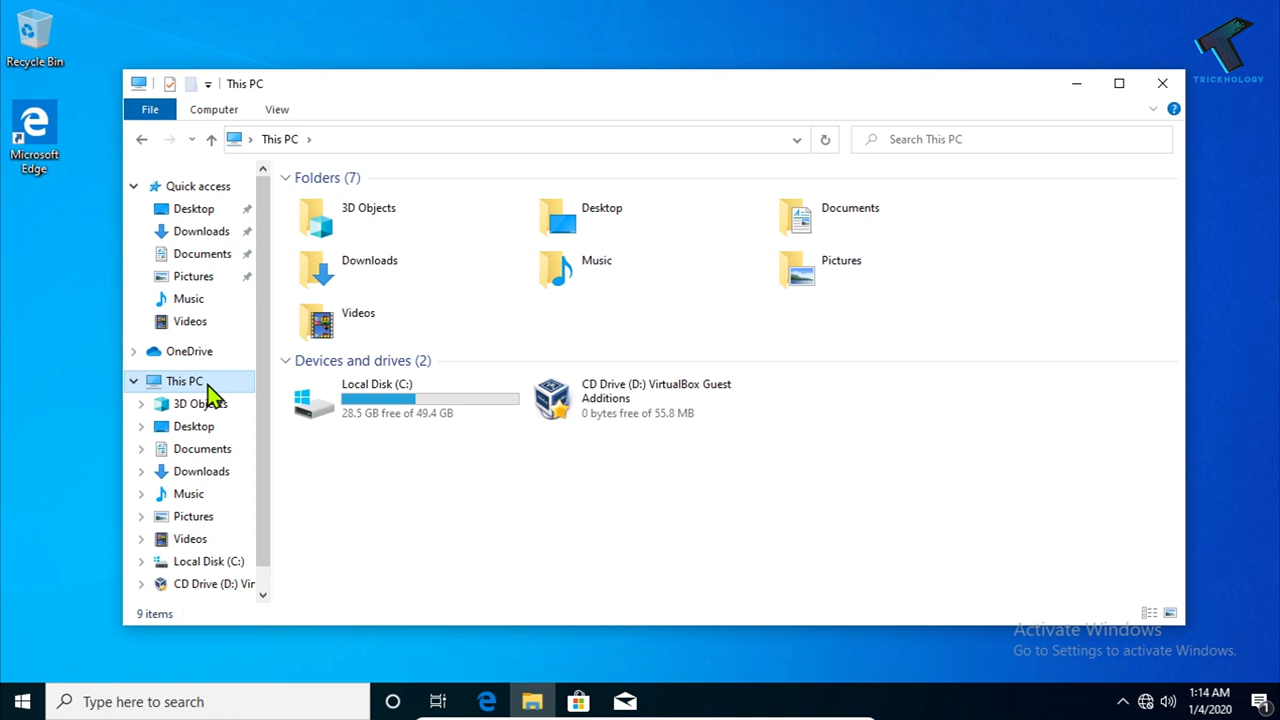 Recycle Bin
Microsoft
Edge
TRICKNOLOGY
This PC
File
Computer
View
This PC
Search This PC
Quick access
Desktop
Downloads
Documents
Pictures
Music
Videos
OneDrive
This PC
3D Objects
Desktop
Documents
Downloads
Music
Pictures
Videos
Local Disk (C:)
CD Drive (D:) Vir
Folders (7)
3D Objects
Desktop
Documents
Downloads
Music
Pictures
Videos
Devices and drives (2)
Local Disk (C:)
28.5 GB free of 49.4 GB
CD Drive (D:) VirtualBox Guest
Additions
0 bytes free of 55.8 MB
9 items
Activate Windows
Go to Settings to activate Windows.
Type here to search
1:14 AM
1/4/2020
1